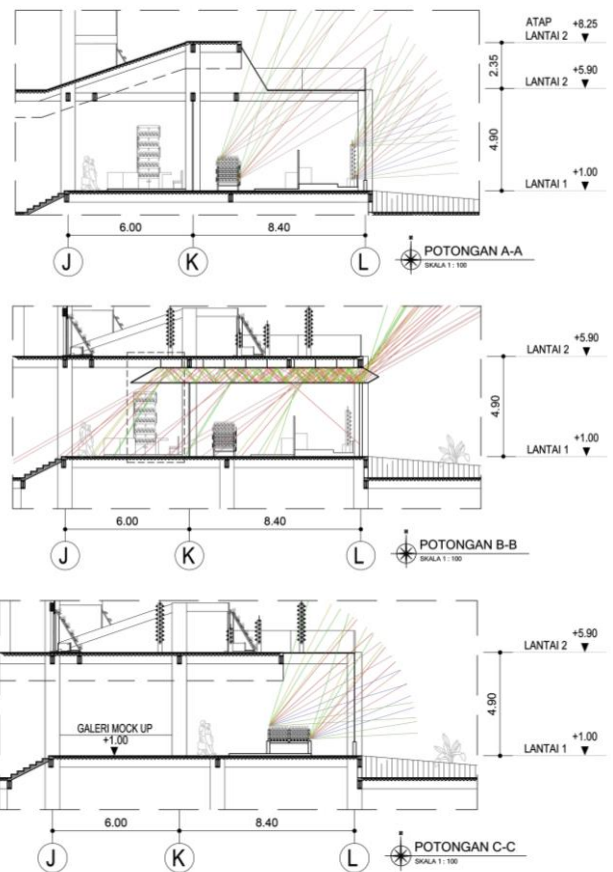 ATAP +8.25
LANTAI 2
2.35
+5.90
LANTAI 2
4.90
+1.00
LANTAI 1
6.00 8.40
J K L
POTONGAN A-A
SKALA 1 : 100
+5.90
LANTAI 2
4.90
+1.00
LANTAI 1
6.00 8.40
J K L
POTONGAN B-B
SKALA 1 : 100
+5.90
LANTAI 2
4.90
GALERI MOCK UP
+1.00
+1.00
LANTAI 1
6.00 8.40
J K L
POTONGAN C-C
SKALA 1 : 100